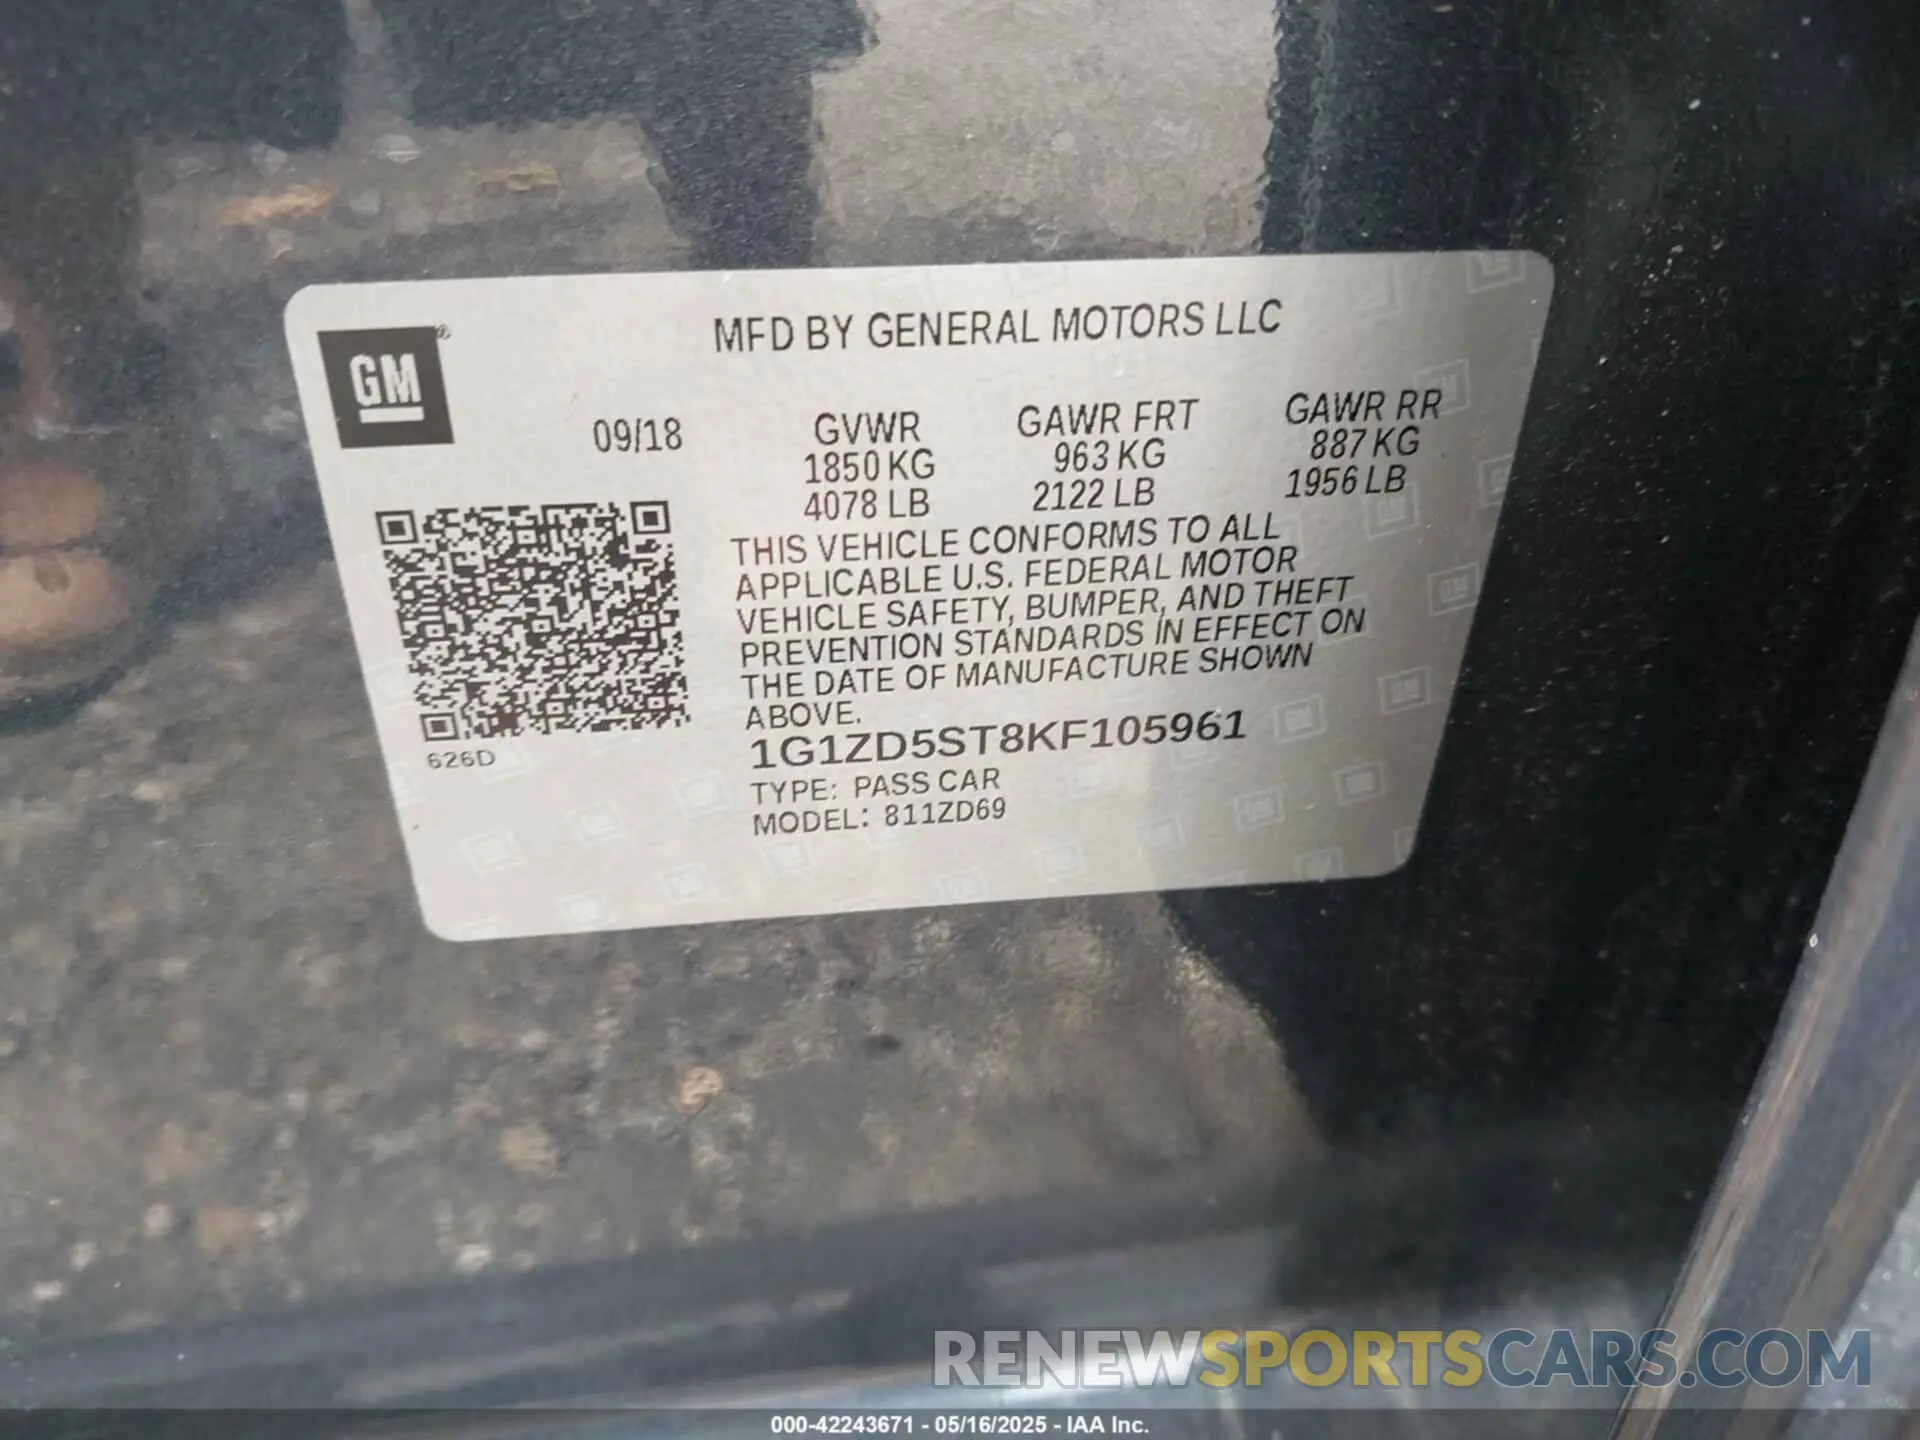 MFD BY GENERAL MOTORS LLC
GM®
09/18
GVWR
1850 KG
4078 LB
GAWR FRT
963 KG
2122 LB
GAWR RR
887 KG
1956 LB
THIS VEHICLE CONFORMS TO ALL
APPLICABLE U.S. FEDERAL MOTOR
VEHICLE SAFETY, BUMPER, AND THEFT
PREVENTION STANDARDS IN EFFECT ON
THE DATE OF MANUFACTURE SHOWN
ABOVE.
626D
1G1ZD5ST8KF105961
TYPE: PASS CAR
MODEL: 811ZD69
RENEWSPORTSCARS.COM
000-42243671 - 05/16/2025 - IAA Inc.